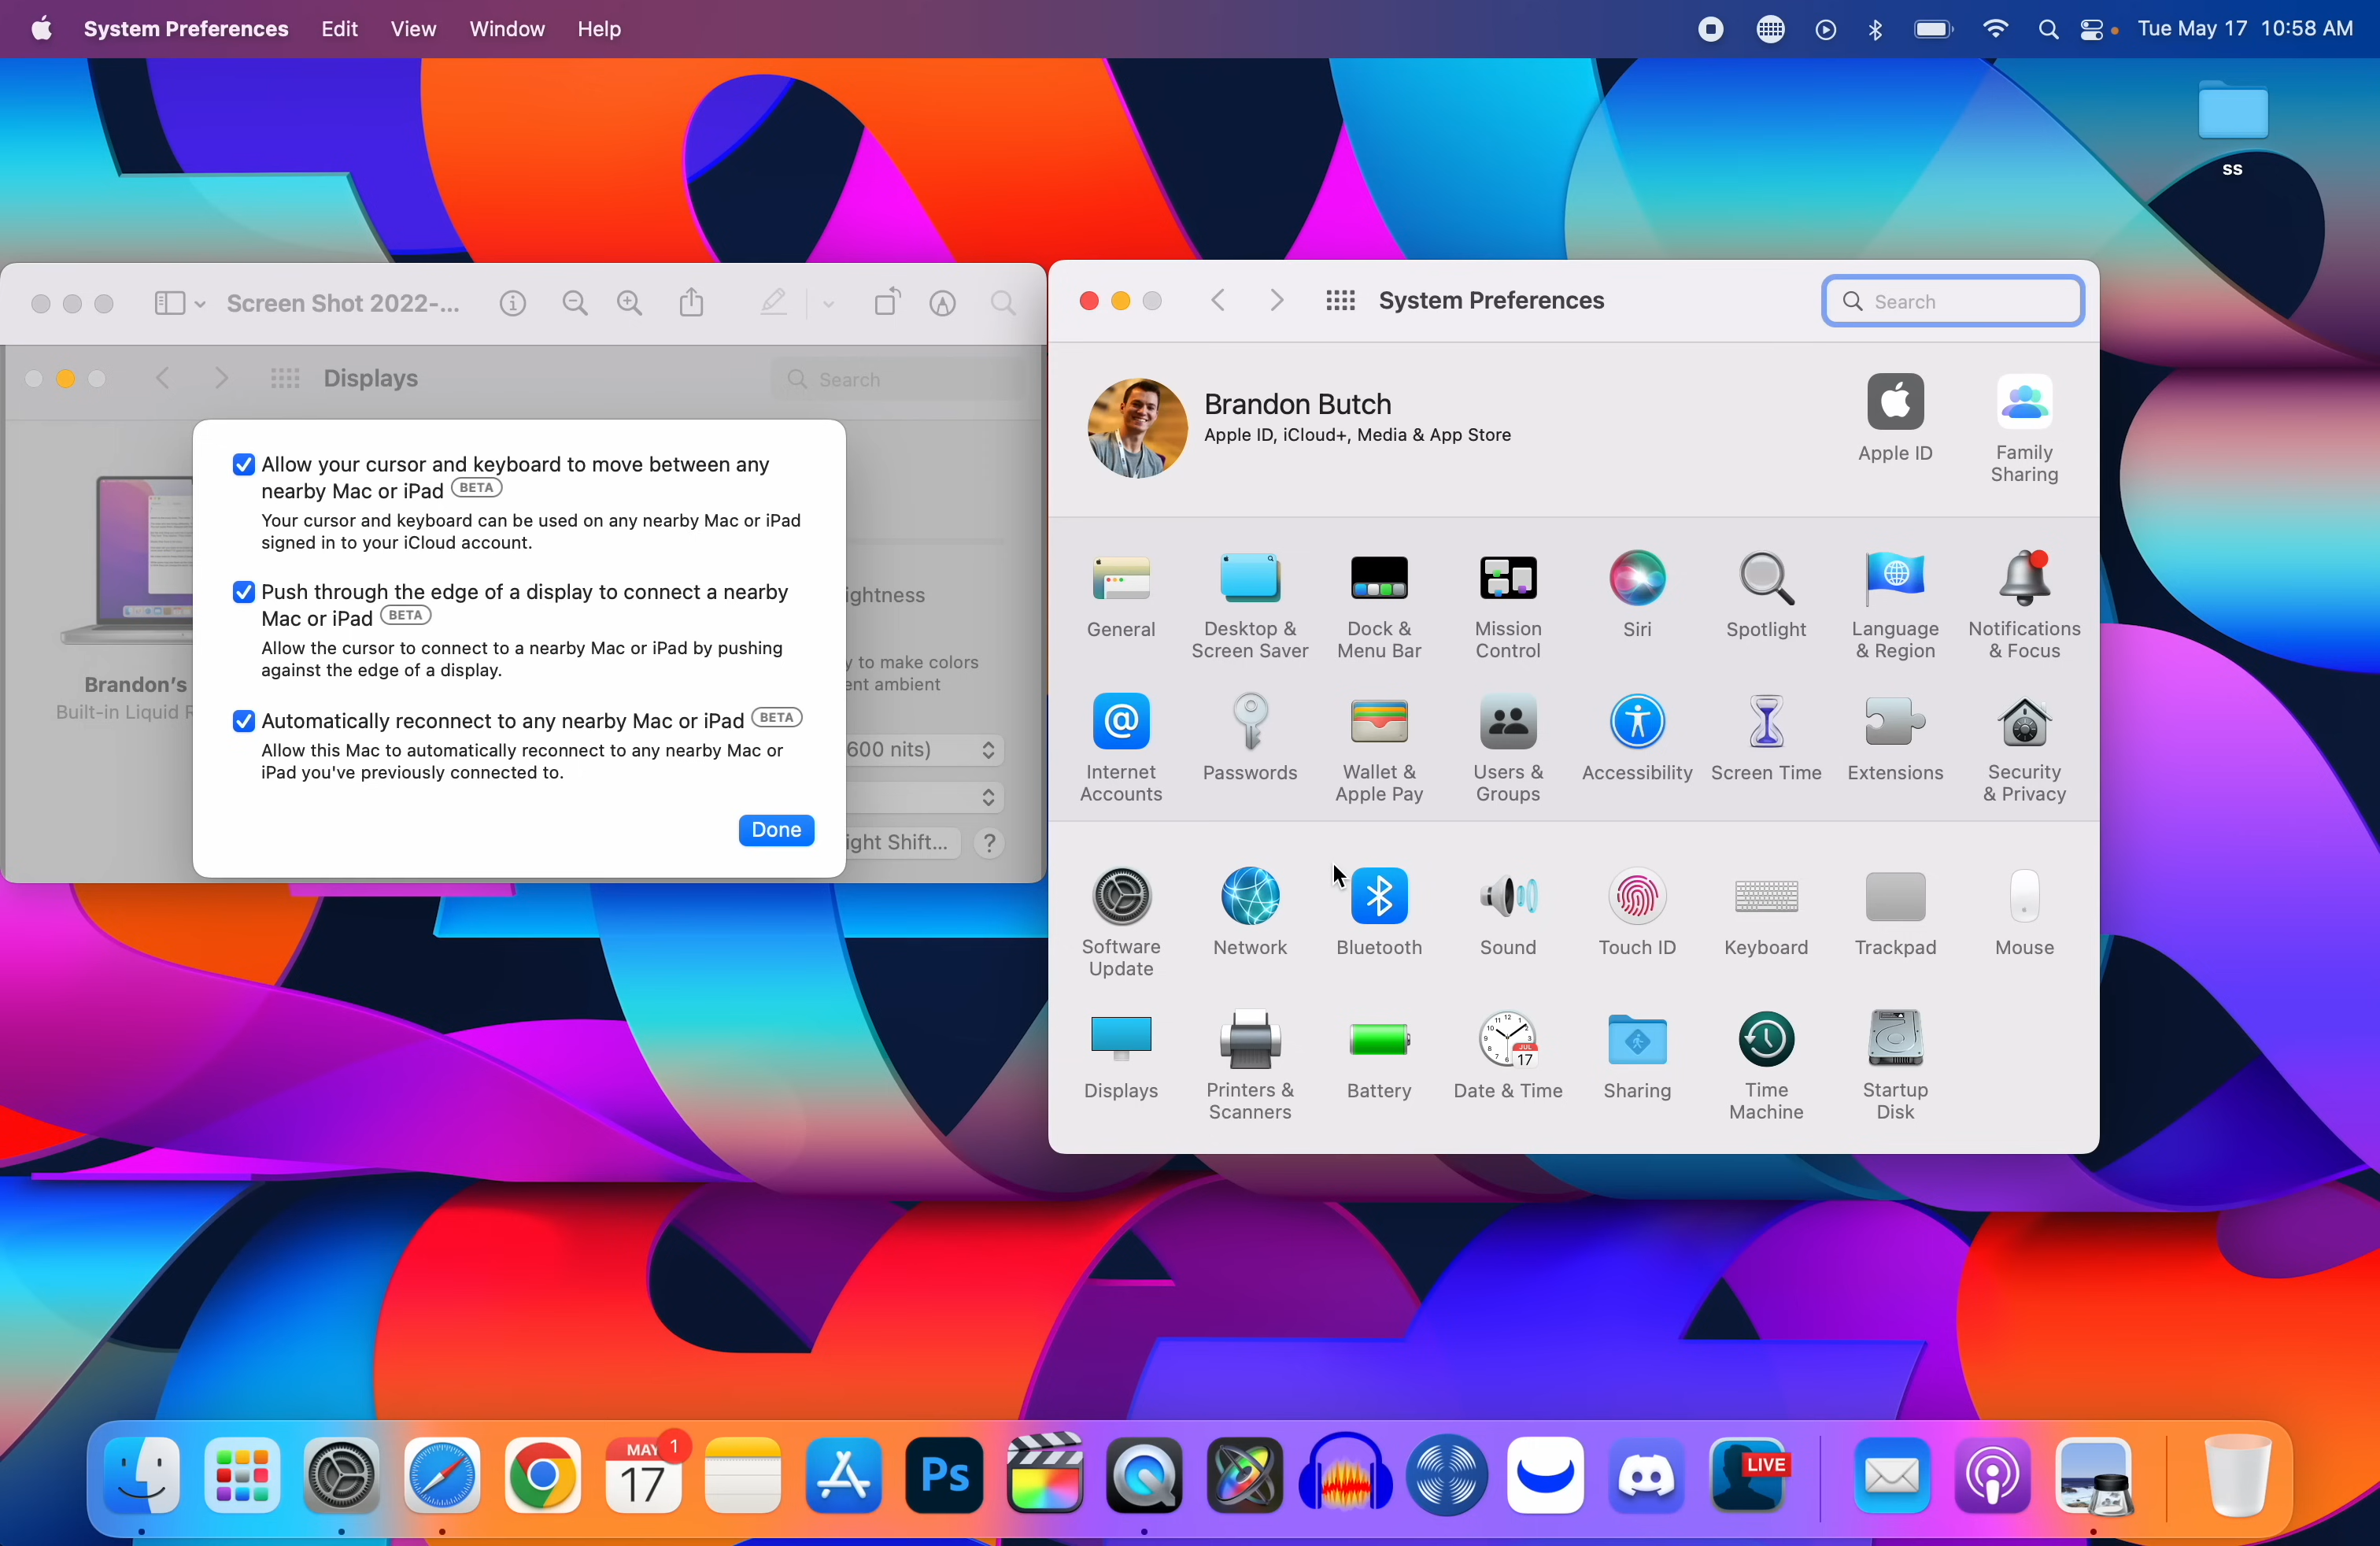 System Preferences Edit View Window Help
Tue May 17 10:58 AM
ss
Screen Shot 2022-...
Displays
Search
Allow your cursor and keyboard to move between any
nearby Mac or iPad BETA
Your cursor and keyboard can be used on any nearby Mac or iPad
signed in to your iCloud account.
Push through the edge of a display to connect a nearby
Mac or iPad BETA
Allow the cursor to connect to a nearby Mac or iPad by pushing
against the edge of a display.
Automatically reconnect to any nearby Mac or iPad BETA
Allow this Mac to automatically reconnect to any nearby Mac or
iPad you've previously connected to.
Done
Brandon's
Built-in Liquid R
ightness
y to make colors
ent ambient
600 nits)
ight Shift...
?
System Preferences
Search
Brandon Butch
Apple ID, iCloud+, Media & App Store
Apple ID
Family
Sharing
General
Desktop &
Screen Saver
Dock &
Menu Bar
Mission
Control
Siri
Spotlight
Language
& Region
Notifications
& Focus
Internet
Accounts
Passwords
Wallet &
Apple Pay
Users &
Groups
Accessibility
Screen Time
Extensions
Security
& Privacy
Software
Update
Network
Bluetooth
Sound
Touch ID
Keyboard
Trackpad
Mouse
Displays
Printers &
Scanners
Battery
JUL
17
Date & Time
Sharing
Time
Machine
Startup
Disk
MAY
1
17
Ps
LIVE